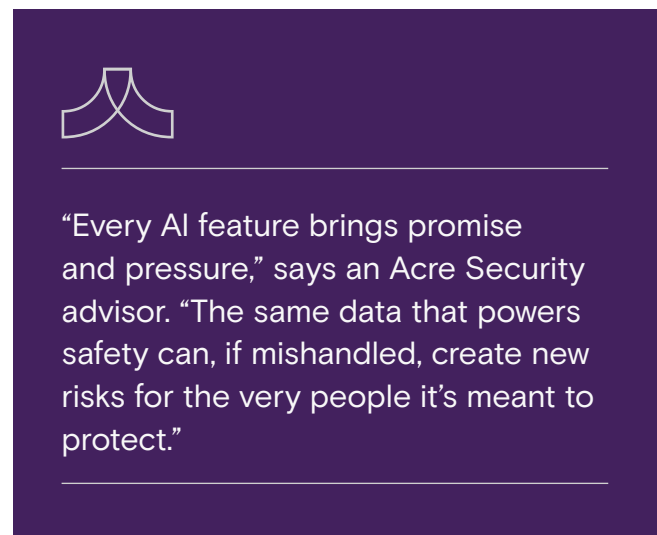 “Every AI feature brings promise
and pressure,” says an Acre Security
advisor. “The same data that powers
safety can, if mishandled, create new
risks for the very people it’s meant to
protect.”